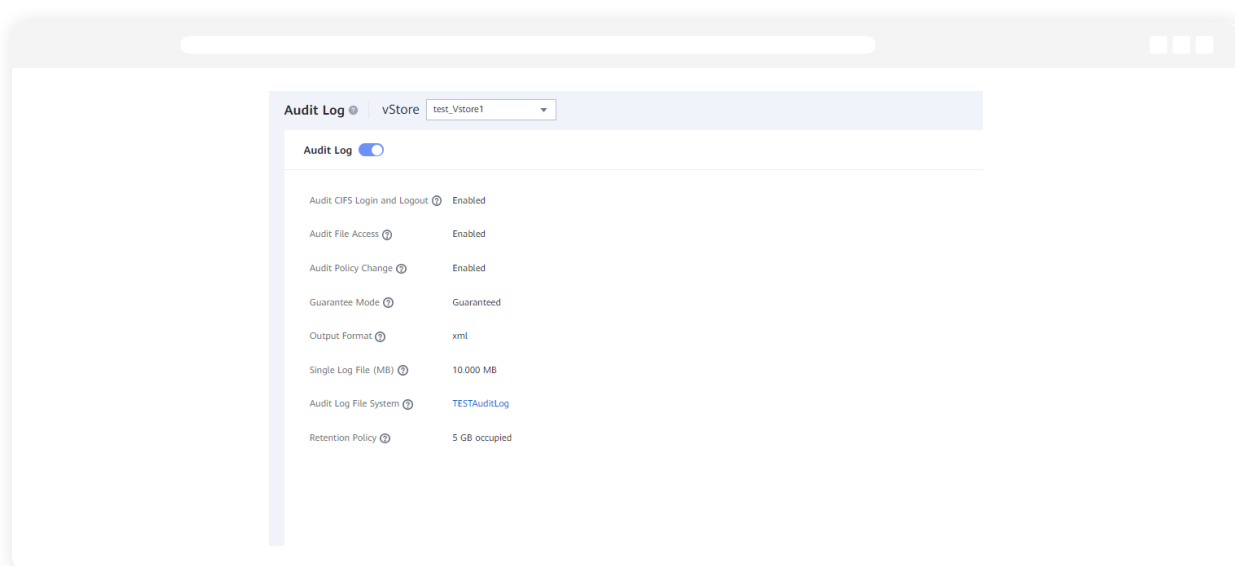 Audit Log vStore test_Vstore1
Audit Log
Audit CIFS Login and Logout Enabled
Audit File Access Enabled
Audit Policy Change Enabled
Guarantee Mode Guaranteed
Output Format xml
Single Log File (MB) 10.000 MB
Audit Log File System TESTAuditLog
Retention Policy 5 GB occupied